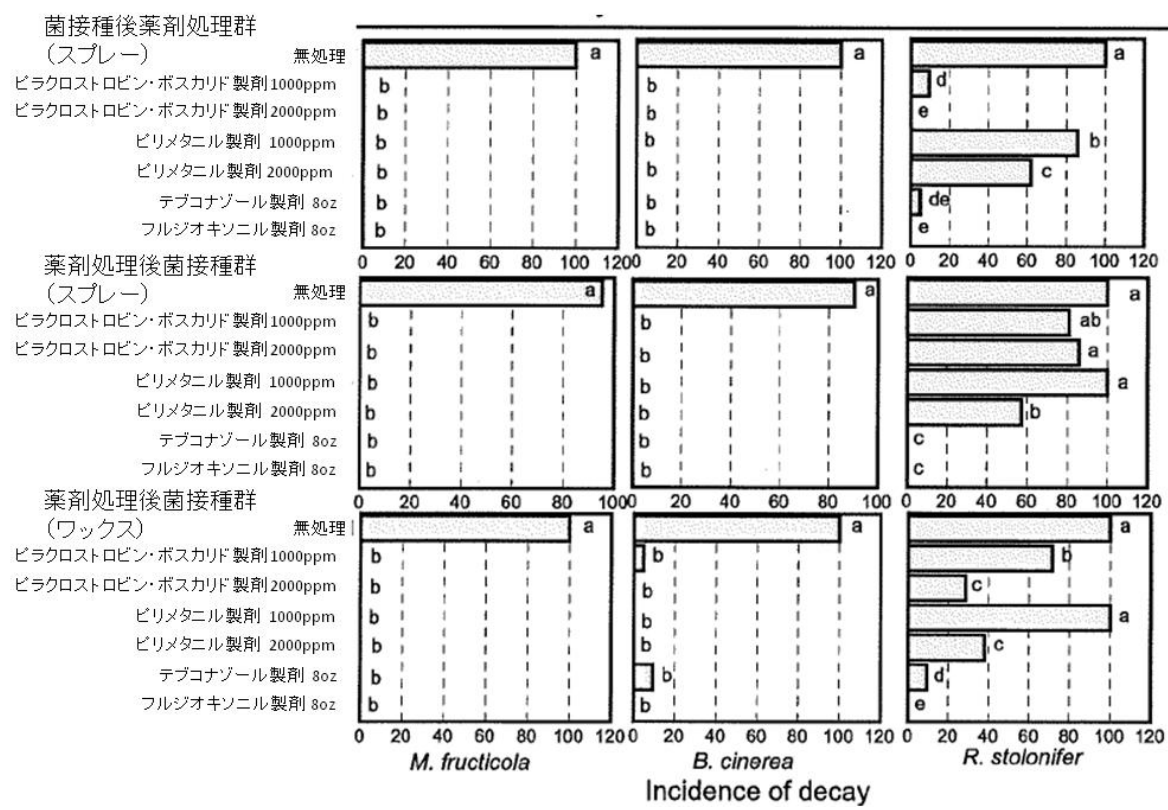 菌接種後薬剤処理群
（スプレー）
無処理 a a a
ピラクロストロビン・ボスカリド製剤1000ppm b b d
ピラクロストロビン・ボスカリド製剤2000ppm b b e
ピリメタニル製剤 1000ppm b b b
ピリメタニル製剤 2000ppm b b c
テブコナゾール製剤 8oz b b de
フルジオキソニル製剤 8oz b b e
0 20 40 60 80 100 120 0 20 40 60 80 100 120 0 20 40 60 80 100 120
薬剤処理後菌接種群
（スプレー）
無処理 a a a
ピラクロストロビン・ボスカリド製剤1000ppm b b ab
ピラクロストロビン・ボスカリド製剤2000ppm b b a
ピリメタニル製剤 1000ppm b b a
ピリメタニル製剤 2000ppm b b b
テブコナゾール製剤 8oz b b c
フルジオキソニル製剤 8oz b b c
0 20 40 60 80 100 0 20 40 60 80 100 0 20 40 60 80 100 120
薬剤処理後菌接種群
（ワックス）
無処理 a a a
ピラクロストロビン・ボスカリド製剤1000ppm b b b
ピラクロストロビン・ボスカリド製剤2000ppm b b c
ピリメタニル製剤 1000ppm b b a
ピリメタニル製剤 2000ppm b b c
テブコナゾール製剤 8oz b b d
フルジオキソニル製剤 8oz b b e
0 20 40 60 80 100 120 0 20 40 60 80 100 120 0 20 40 60 80 100 120
M. fructicola B. cinerea R. stolonifer
Incidence of decay